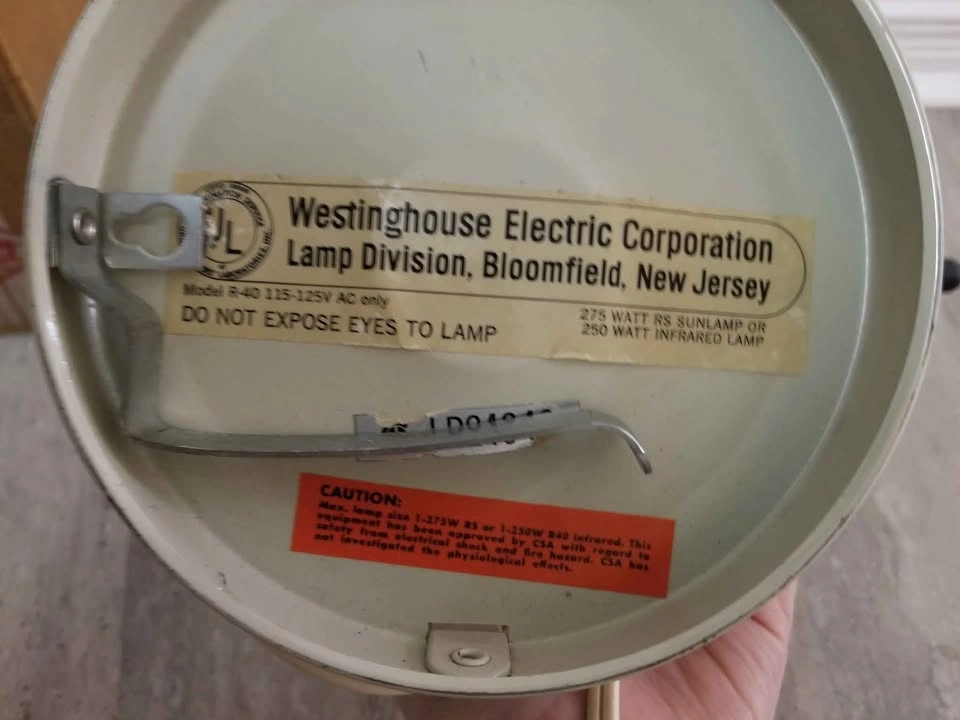 UL
Westinghouse Electric Corporation
Lamp Division, Bloomfield, New Jersey
Model R-40 115-125V AC only
DO NOT EXPOSE EYES TO LAMP
275 WATT RS SUNLAMP OR
250 WATT INFRARED LAMP
CAUTION:
Max. lamp size 1-275W RS or 1-250W R40 infrared. This
equipment has been approved by CSA with regard to
safety from electrical shock and fire hazard. CSA has
not investigated the physiological effects.